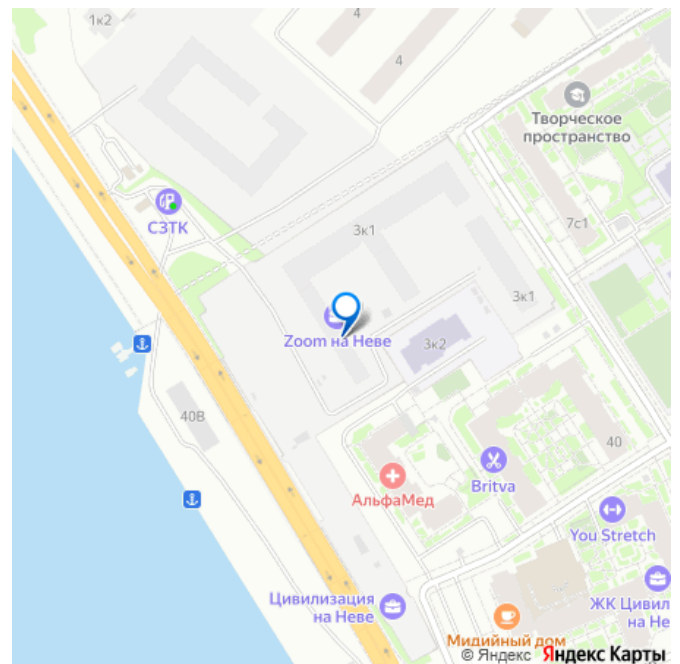 1к2
4
4
Творческое
пространство
СЗТК
7с1
3к1
3к1
Zoom на Неве
3к2
40В
40
АльфаМед
Britva
You Stretch
Цивилизация
на Неве
ЖК Цивил
на Не
Мидийный дом
© Яндекс Яндекс Карты